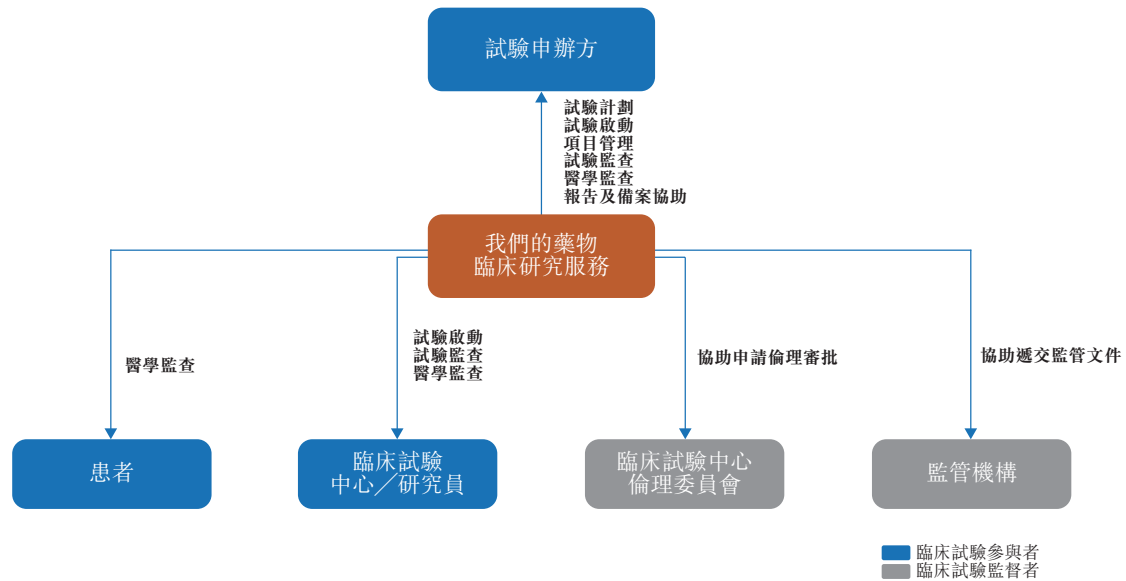 試驗申辦方
試驗計劃
試驗啟動
項目管理
試驗監查
醫學監查
報告及備案協助
我們的藥物
臨床研究服務
醫學監查
試驗啟動
試驗監查
醫學監查
協助申請倫理審批
協助遞交監管文件
患者
臨床試驗
中心／研究員
臨床試驗中心
倫理委員會
監管機構
臨床試驗參與者
臨床試驗監督者